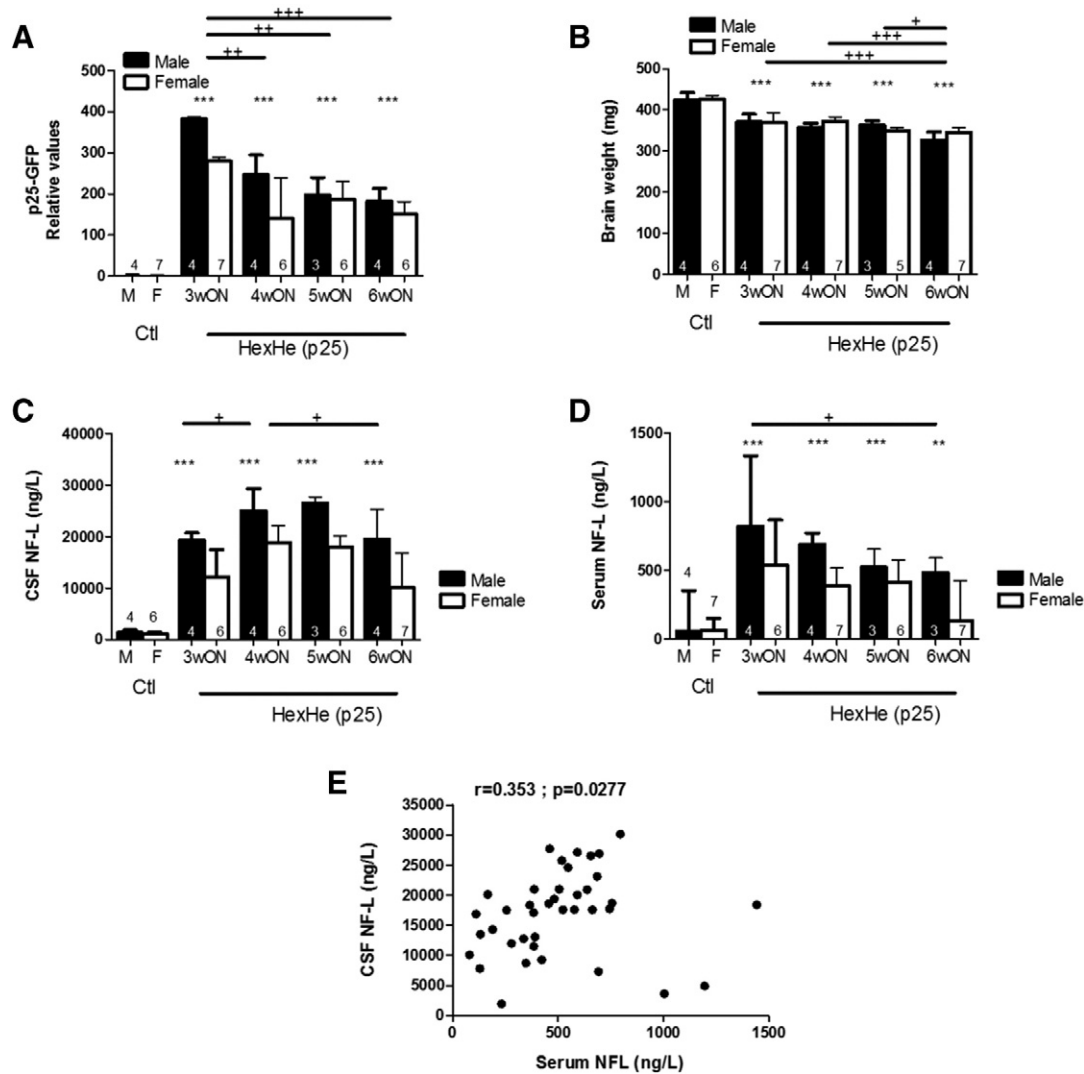 A
+++
++
++
Male
Female
p25-GFP
Relative values
500
400
300
200
100
0
*** *** *** ***
4 7 4 7 4 6 3 6 4 6
M F 3wON 4wON 5wON 6wON
Ctl
HexHe (p25)
B
Male
Female
+
+++
+++
Brain weight (mg)
500
400
300
200
100
0
*** *** *** ***
4 6 4 7 4 7 3 5 4 7
M F 3wON 4wON 5wON 6wON
Ctl
HexHe (p25)
C
+ +
CSF NF-L (ng/L)
40000
30000
20000
10000
0
*** *** *** ***
4 6 4 6 4 6 3 6 4 7
M F 3wON 4wON 5wON 6wON
Ctl
HexHe (p25)
Male
Female
D
+
Serum NF-L (ng/L)
1500
1000
500
0
*** *** *** **
4 7 4 6 4 7 3 6 3 7
M F 3wON 4wON 5wON 6wON
Ctl
HexHe (p25)
Male
Female
E
r=0.353 ; p=0.0277
CSF NF-L (ng/L)
35000
30000
25000
20000
15000
10000
5000
0
0 500 1000 1500
Serum NFL (ng/L)